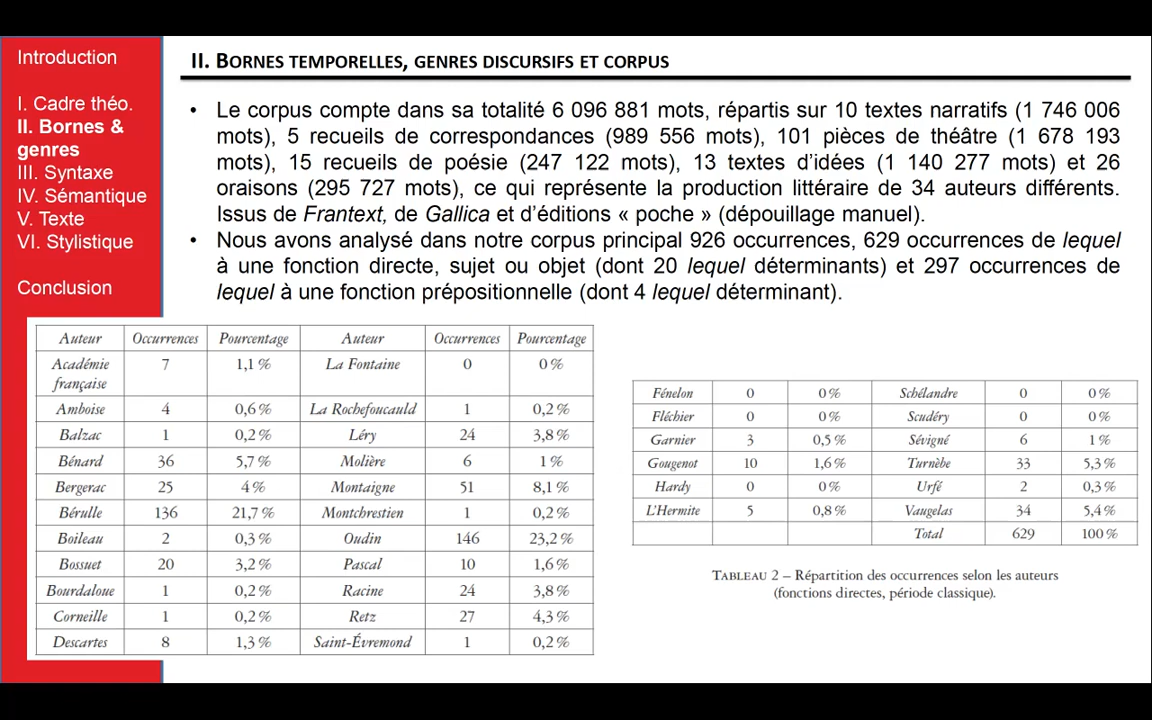 Introduction
I. Cadre théo.
II. Bornes &
genres
III. Syntaxe
IV. Sémantique
V. Texte
VI. Stylistique
Conclusion
II. BORNES TEMPORELLES, GENRES DISCURSIFS ET CORPUS
• Le corpus compte dans sa totalité 6 096 881 mots, répartis sur 10 textes narratifs (1 746 006
mots), 5 recueils de correspondances (989 556 mots), 101 pièces de théâtre (1 678 193
mots), 15 recueils de poésie (247 122 mots), 13 textes d'idées (1 140 277 mots) et 26
oraisons (295 727 mots), ce qui représente la production littéraire de 34 auteurs différents.
Issus de Frantext, de Gallica et d'éditions « poche » (dépouillage manuel).
• Nous avons analysé dans notre corpus principal 926 occurrences, 629 occurrences de lequel
à une fonction directe, sujet ou objet (dont 20 lequel déterminants) et 297 occurrences de
lequel à une fonction prépositionnelle (dont 4 lequel déterminant).
Auteur Occurrences Pourcentage Auteur Occurrences Pourcentage
Académie 7 1,1 % La Fontaine 0 0 %
française
Amboise 4 0,6 % La Rochefoucauld 1 0,2 %
Balzac 1 0,2 % Léry 24 3,8 %
Bénard 36 5,7 % Molière 6 1 %
Bergerac 25 4 % Montaigne 51 8,1 %
Bérulle 136 21,7 % Montchrestien 1 0,2 %
Boileau 2 0,3 % Oudin 146 23,2 %
Bossuet 20 3,2 % Pascal 10 1,6 %
Bourdaloue 1 0,2 % Racine 24 3,8 %
Corneille 1 0,2 % Retz 27 4,3 %
Descartes 8 1,3 % Saint-Évremond 1 0,2 %
Fénelon 0 0 % Schélandre 0 0 %
Fléchier 0 0 % Scudéry 0 0 %
Garnier 3 0,5 % Sévigné 6 1 %
Gougenot 10 1,6 % Turnèbe 33 5,3 %
Hardy 0 0 % Urfé 2 0,3 %
L'Hermite 5 0,8 % Vaugelas 34 5,4 %
Total 629 100 %
TABLEAU 2 – Répartition des occurrences selon les auteurs
(fonctions directes, période classique).